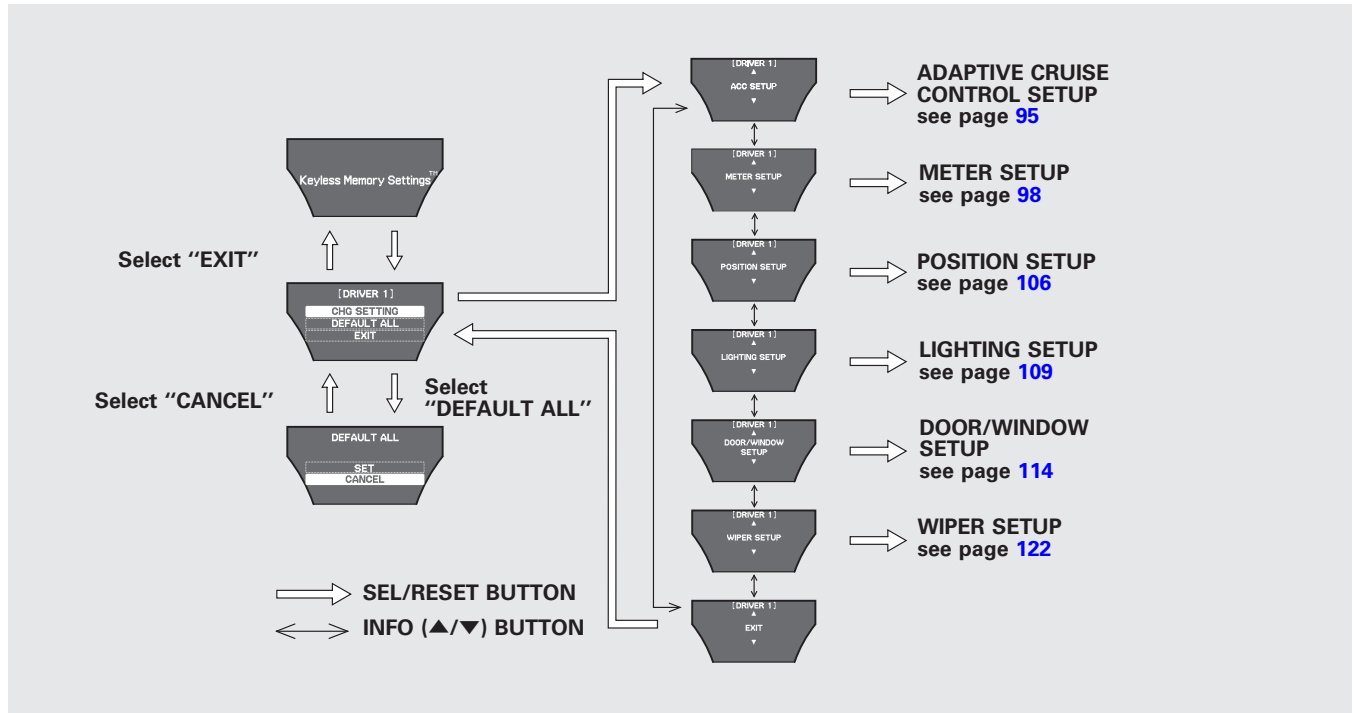 Keyless Memory Settings™
Select "EXIT"
[DRIVER 1]
CHG SETTING
DEFAULT ALL
EXIT
Select "CANCEL"
Select
"DEFAULT ALL"
DEFAULT ALL
SET
CANCEL
SEL/RESET BUTTON
INFO (▲/▼) BUTTON
[DRIVER 1]
▲
ACC SETUP
▼
ADAPTIVE CRUISE
CONTROL SETUP
see page 95
[DRIVER 1]
▲
METER SETUP
▼
METER SETUP
see page 98
[DRIVER 1]
▲
POSITION SETUP
▼
POSITION SETUP
see page 106
[DRIVER 1]
▲
LIGHTING SETUP
▼
LIGHTING SETUP
see page 109
[DRIVER 1]
▲
DOOR/WINDOW
SETUP
▼
DOOR/WINDOW
SETUP
see page 114
[DRIVER 1]
▲
WIPER SETUP
▼
WIPER SETUP
see page 122
[DRIVER 1]
▲
EXIT
▼